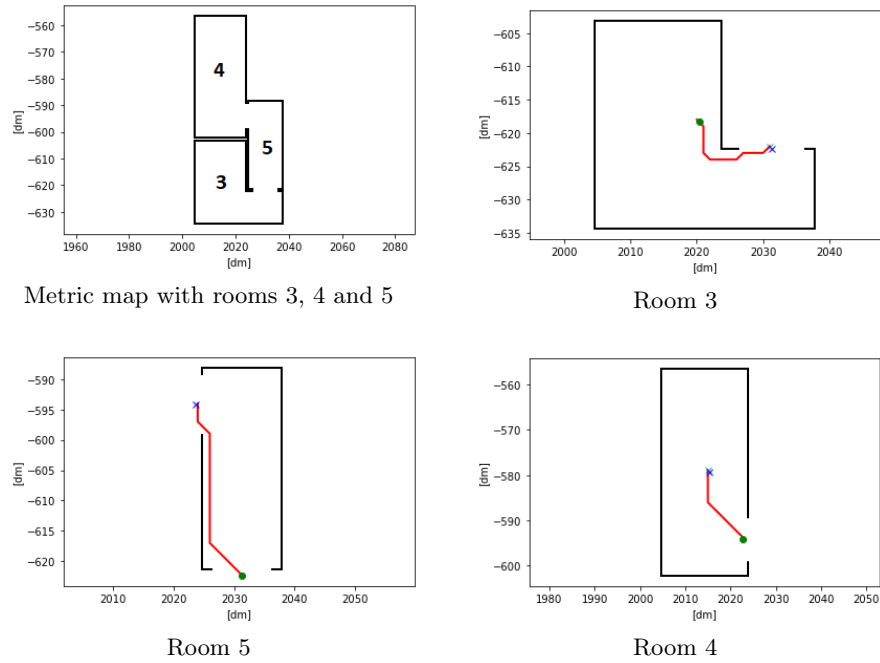 −560
−570
−580
−590
−600
−610
−620
−630
[dm]
4
5
3
1960 1980 2000 2020 2040 2060 2080
[dm]
Metric map with rooms 3, 4 and 5
−605
−610
−615
−620
−625
−630
−635
[dm]
2000 2010 2020 2030 2040
[dm]
Room 3
−590
−595
−600
−605
−610
−615
−620
[dm]
2010 2020 2030 2040 2050
[dm]
Room 5
−560
−570
−580
−590
−600
[dm]
1980 1990 2000 2010 2020 2030 2040 2050
[dm]
Room 4